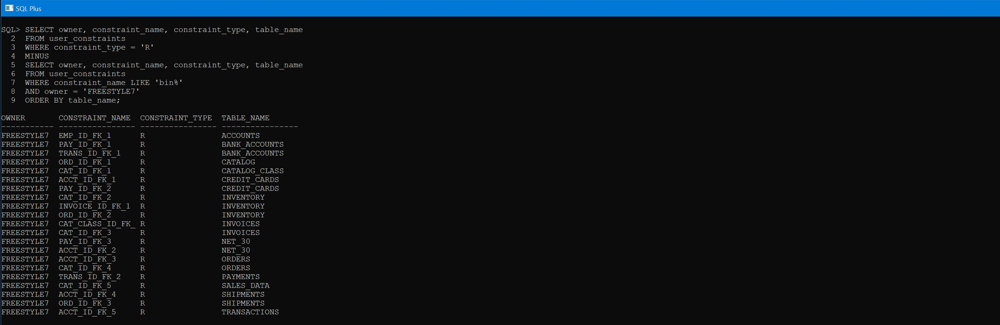 SQL Plus
SQL> SELECT owner, constraint_name, constraint_type, table_name
  2  FROM user_constraints
  3  WHERE constraint_type = 'R'
  4  MINUS
  5  SELECT owner, constraint_name, constraint_type, table_name
  6  FROM user_constraints
  7  WHERE constraint_name LIKE 'bin%'
  8  AND owner = 'FREESTYLE7'
  9  ORDER BY table_name;
OWNER       CONSTRAINT_NAME  CONSTRAINT_TYPE  TABLE_NAME
----------- ---------------- ---------------- ----------------
FREESTYLE7  EMP_ID_FK_1      R                ACCOUNTS
FREESTYLE7  PAY_ID_FK_1      R                BANK_ACCOUNTS
FREESTYLE7  TRANS_ID_FK_1    R                BANK_ACCOUNTS
FREESTYLE7  ORD_ID_FK_1      R                CATALOG
FREESTYLE7  CAT_ID_FK_1      R                CATALOG_CLASS
FREESTYLE7  ACCT_ID_FK_1     R                CREDIT_CARDS
FREESTYLE7  PAY_ID_FK_2      R                CREDIT_CARDS
FREESTYLE7  CAT_ID_FK_2      R                INVENTORY
FREESTYLE7  INVOICE_ID_FK_1  R                INVENTORY
FREESTYLE7  ORD_ID_FK_2      R                INVENTORY
FREESTYLE7  CAT_CLASS_ID_FK_ R                INVOICES
FREESTYLE7  CAT_ID_FK_3      R                INVOICES
FREESTYLE7  PAY_ID_FK_3      R                NET_30
FREESTYLE7  ACCT_ID_FK_2     R                NET_30
FREESTYLE7  ACCT_ID_FK_3     R                ORDERS
FREESTYLE7  CAT_ID_FK_4      R                ORDERS
FREESTYLE7  TRANS_ID_FK_2    R                PAYMENTS
FREESTYLE7  CAT_ID_FK_5      R                SALES_DATA
FREESTYLE7  ACCT_ID_FK_4     R                SHIPMENTS
FREESTYLE7  ORD_ID_FK_3      R                SHIPMENTS
FREESTYLE7  ACCT_ID_FK_5     R                TRANSACTIONS